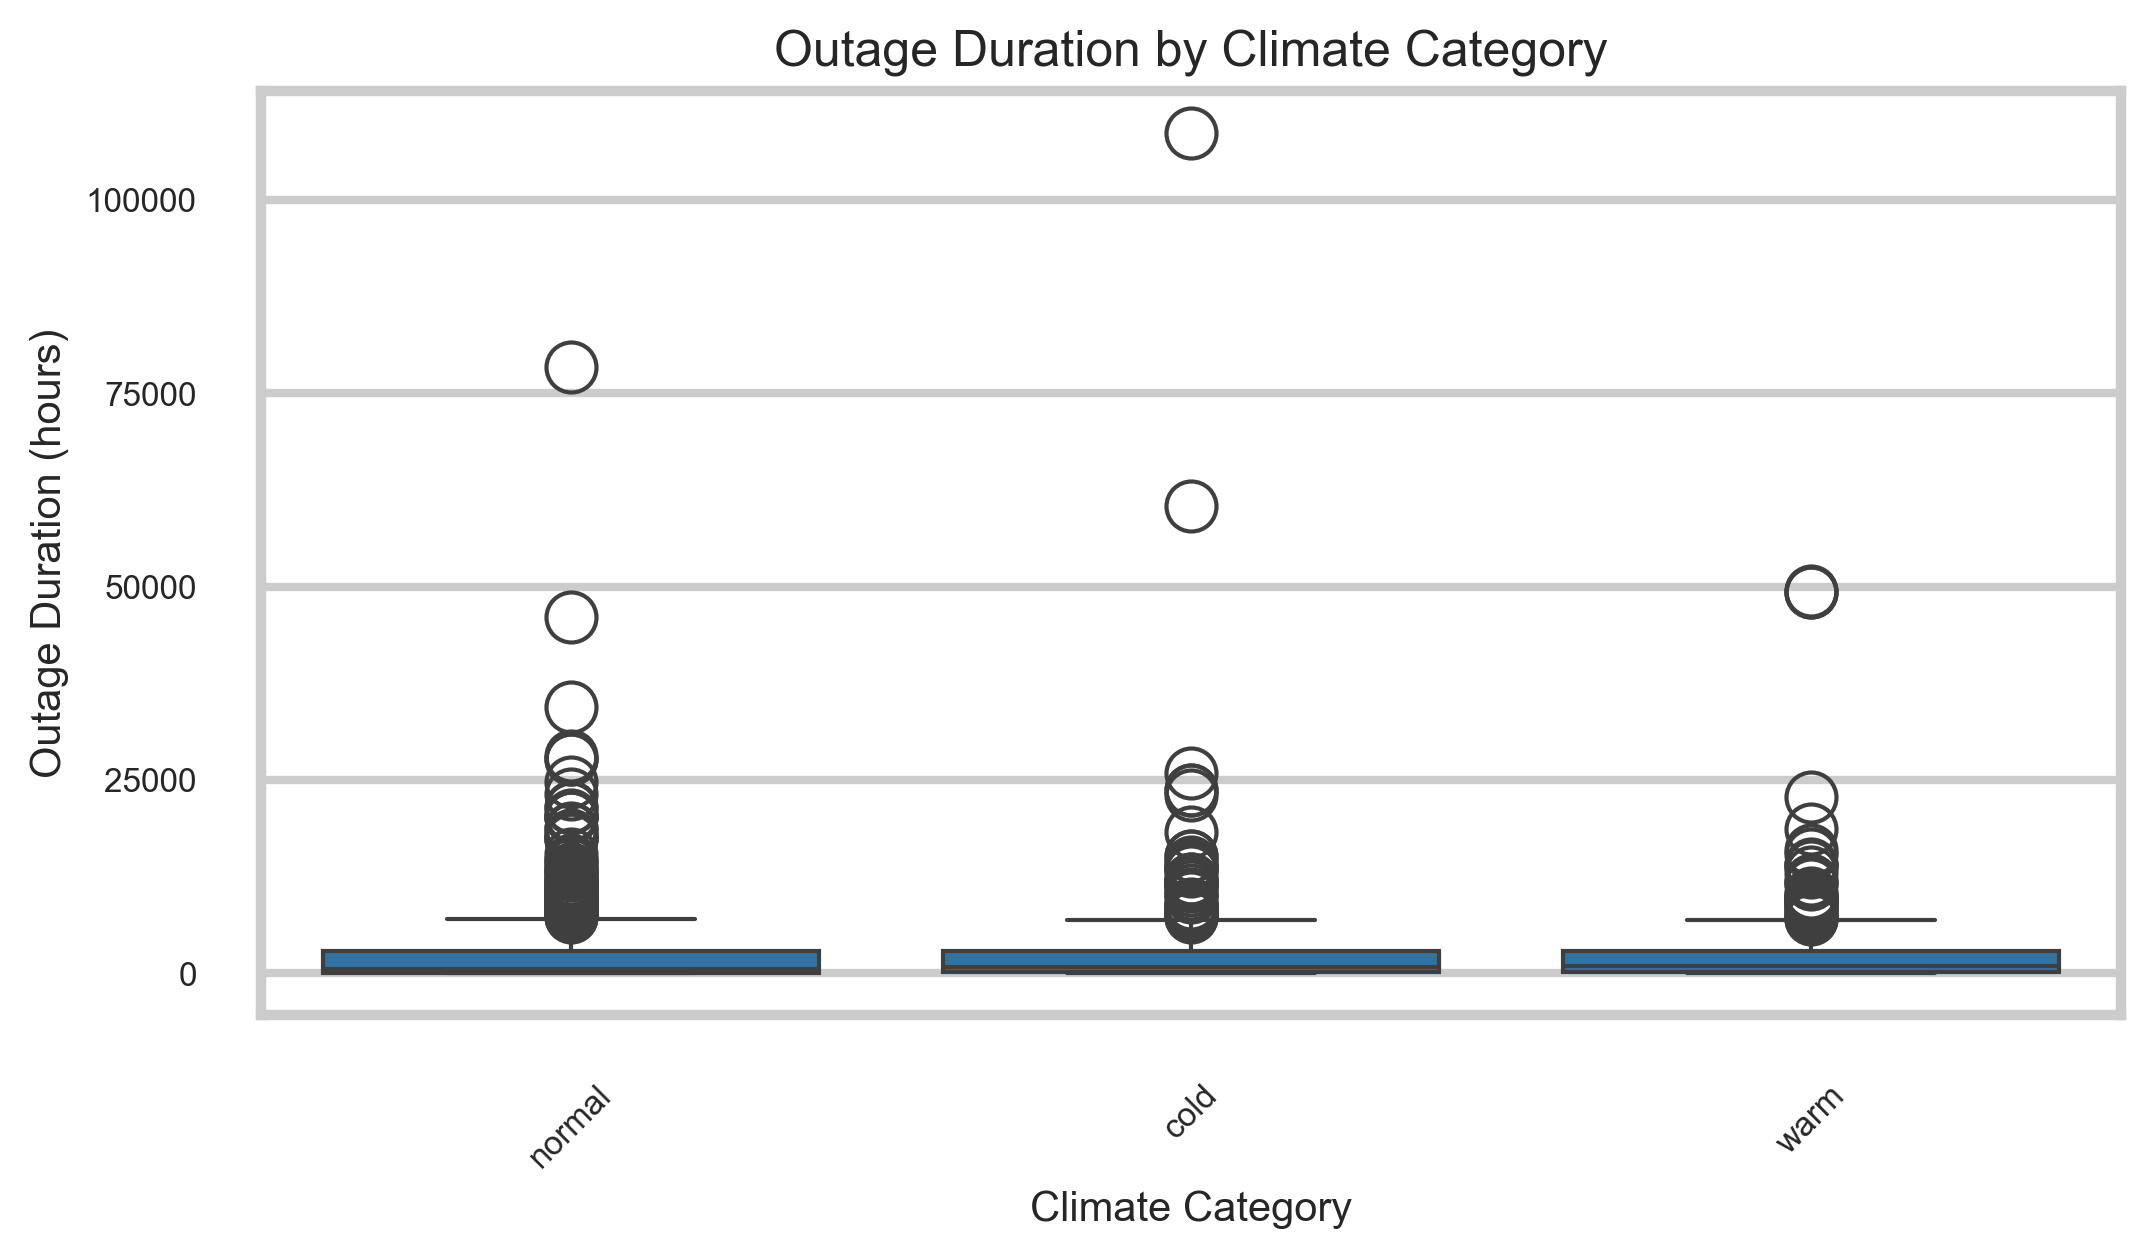 Outage Duration by Climate Category
Outage Duration (hours)
100000
75000
50000
25000
0
normal
cold
warm
Climate Category